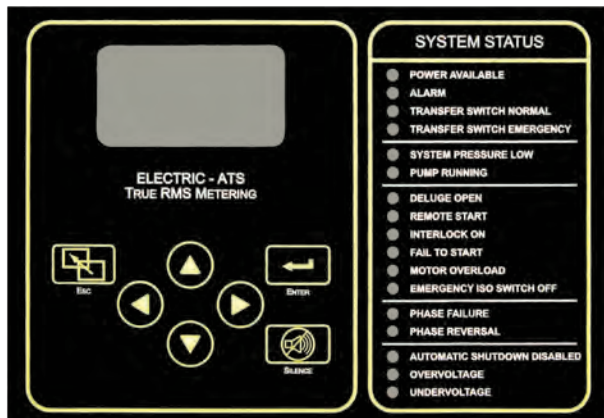 ELECTRIC - ATS
TRUE RMS METERING
ESC
ENTER
SILENCE
SYSTEM STATUS
POWER AVAILABLE
ALARM
TRANSFER SWITCH NORMAL
TRANSFER SWITCH EMERGENCY
SYSTEM PRESSURE LOW
PUMP RUNNING
DELUGE OPEN
REMOTE START
INTERLOCK ON
FAIL TO START
MOTOR OVERLOAD
EMERGENCY ISO SWITCH OFF
PHASE FAILURE
PHASE REVERSAL
AUTOMATIC SHUTDOWN DISABLED
OVERVOLTAGE
UNDERVOLTAGE